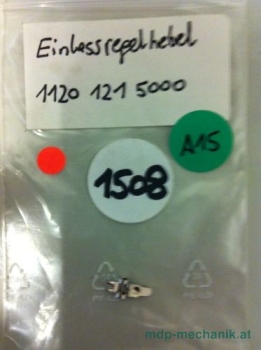 Einlassregelhebel
1120 121 5000
A15
1508
mdp-mechanik.at